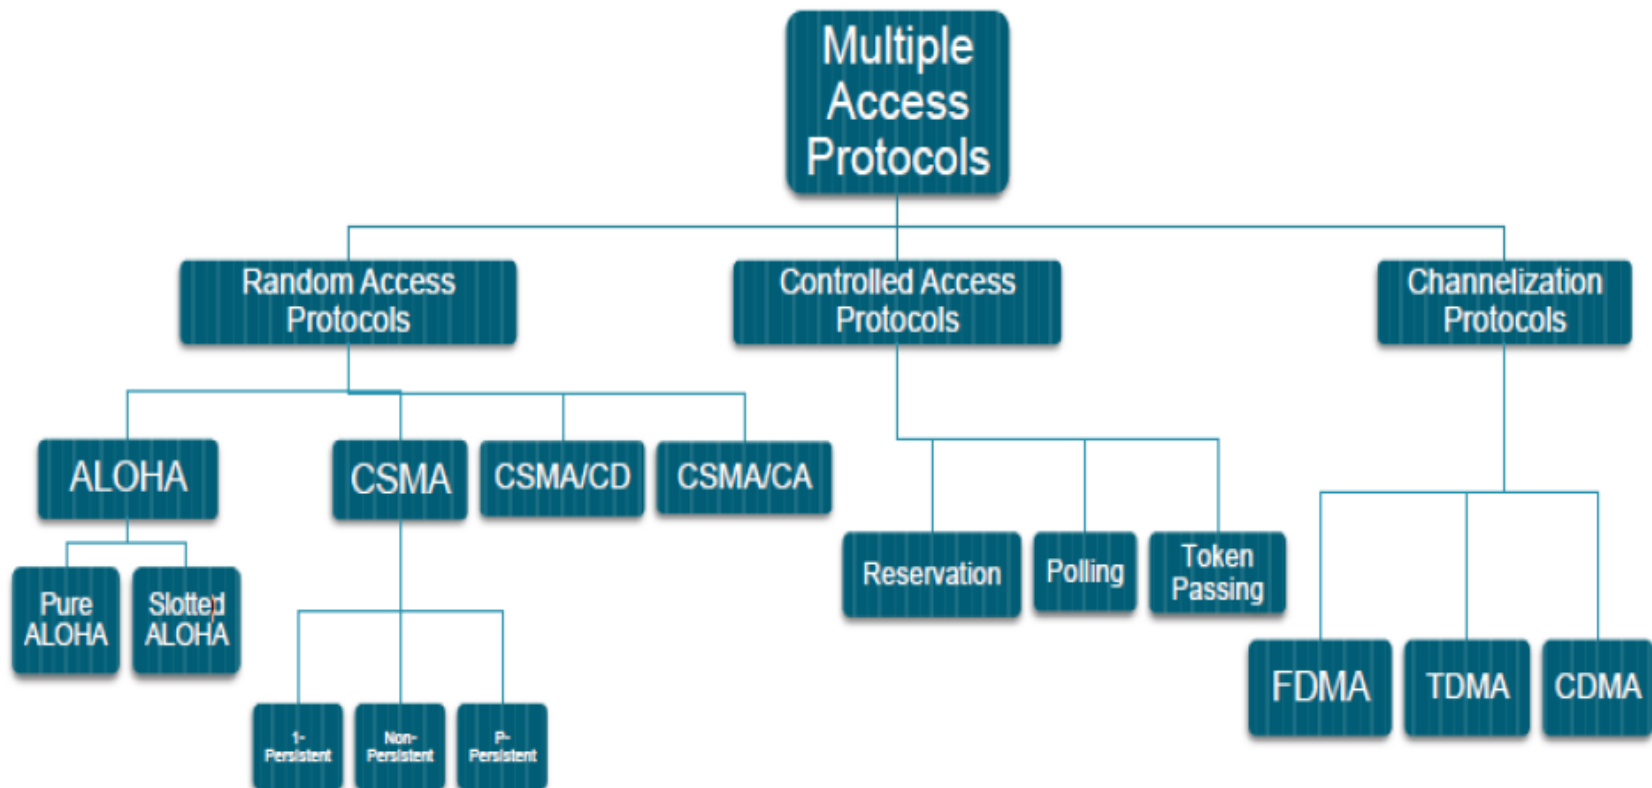 Multiple
Access
Protocols
Random Access
Protocols
Controlled Access
Protocols
Channelization
Protocols
ALOHA
CSMA
CSMA/CD
CSMA/CA
Reservation
Polling
Token
Passing
Pure
ALOHA
Slotted
ALOHA
FDMA
TDMA
CDMA
1-
Persistent
Non-
Persistent
P-
Persistent